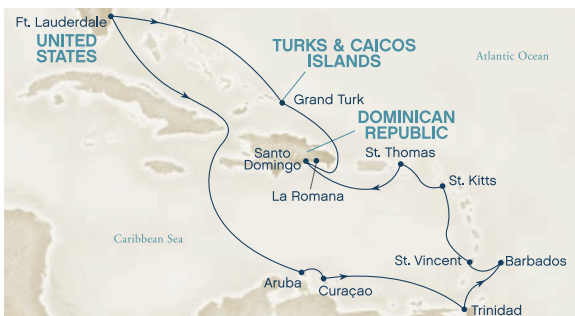 Ft. Lauderdale
UNITED
STATES
TURKS & CAICOS
ISLANDS
Atlantic Ocean
Grand Turk
DOMINICAN
REPUBLIC
Santo
Domingo
St. Thomas
La Romana
St. Kitts
Caribbean Sea
St. Vincent
Barbados
Aruba
Curaçao
Trinidad